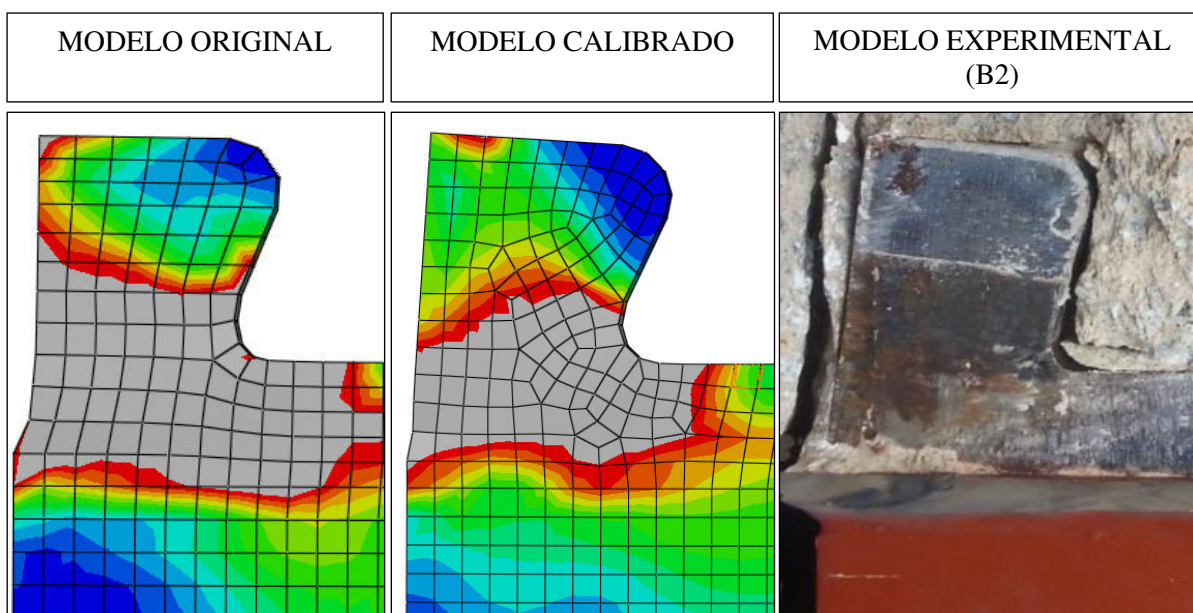 MODELO ORIGINAL
MODELO CALIBRADO
MODELO EXPERIMENTAL
(B2)